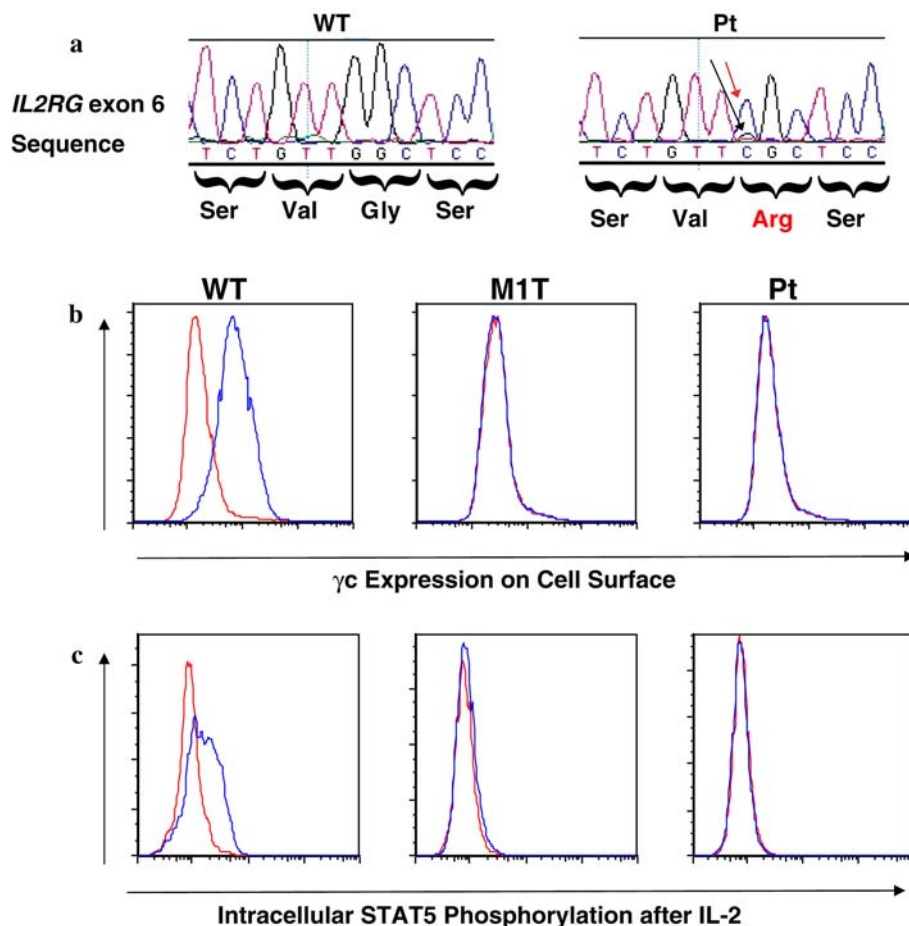 a
WT
Pt
IL2RG exon 6
Sequence
T C T G T T G G C T C C
T C T G T T C G C T C C
Ser Val Gly Ser
Ser Val Arg Ser
b
WT
M1T
Pt
γc Expression on Cell Surface
c
Intracellular STAT5 Phosphorylation after IL-2